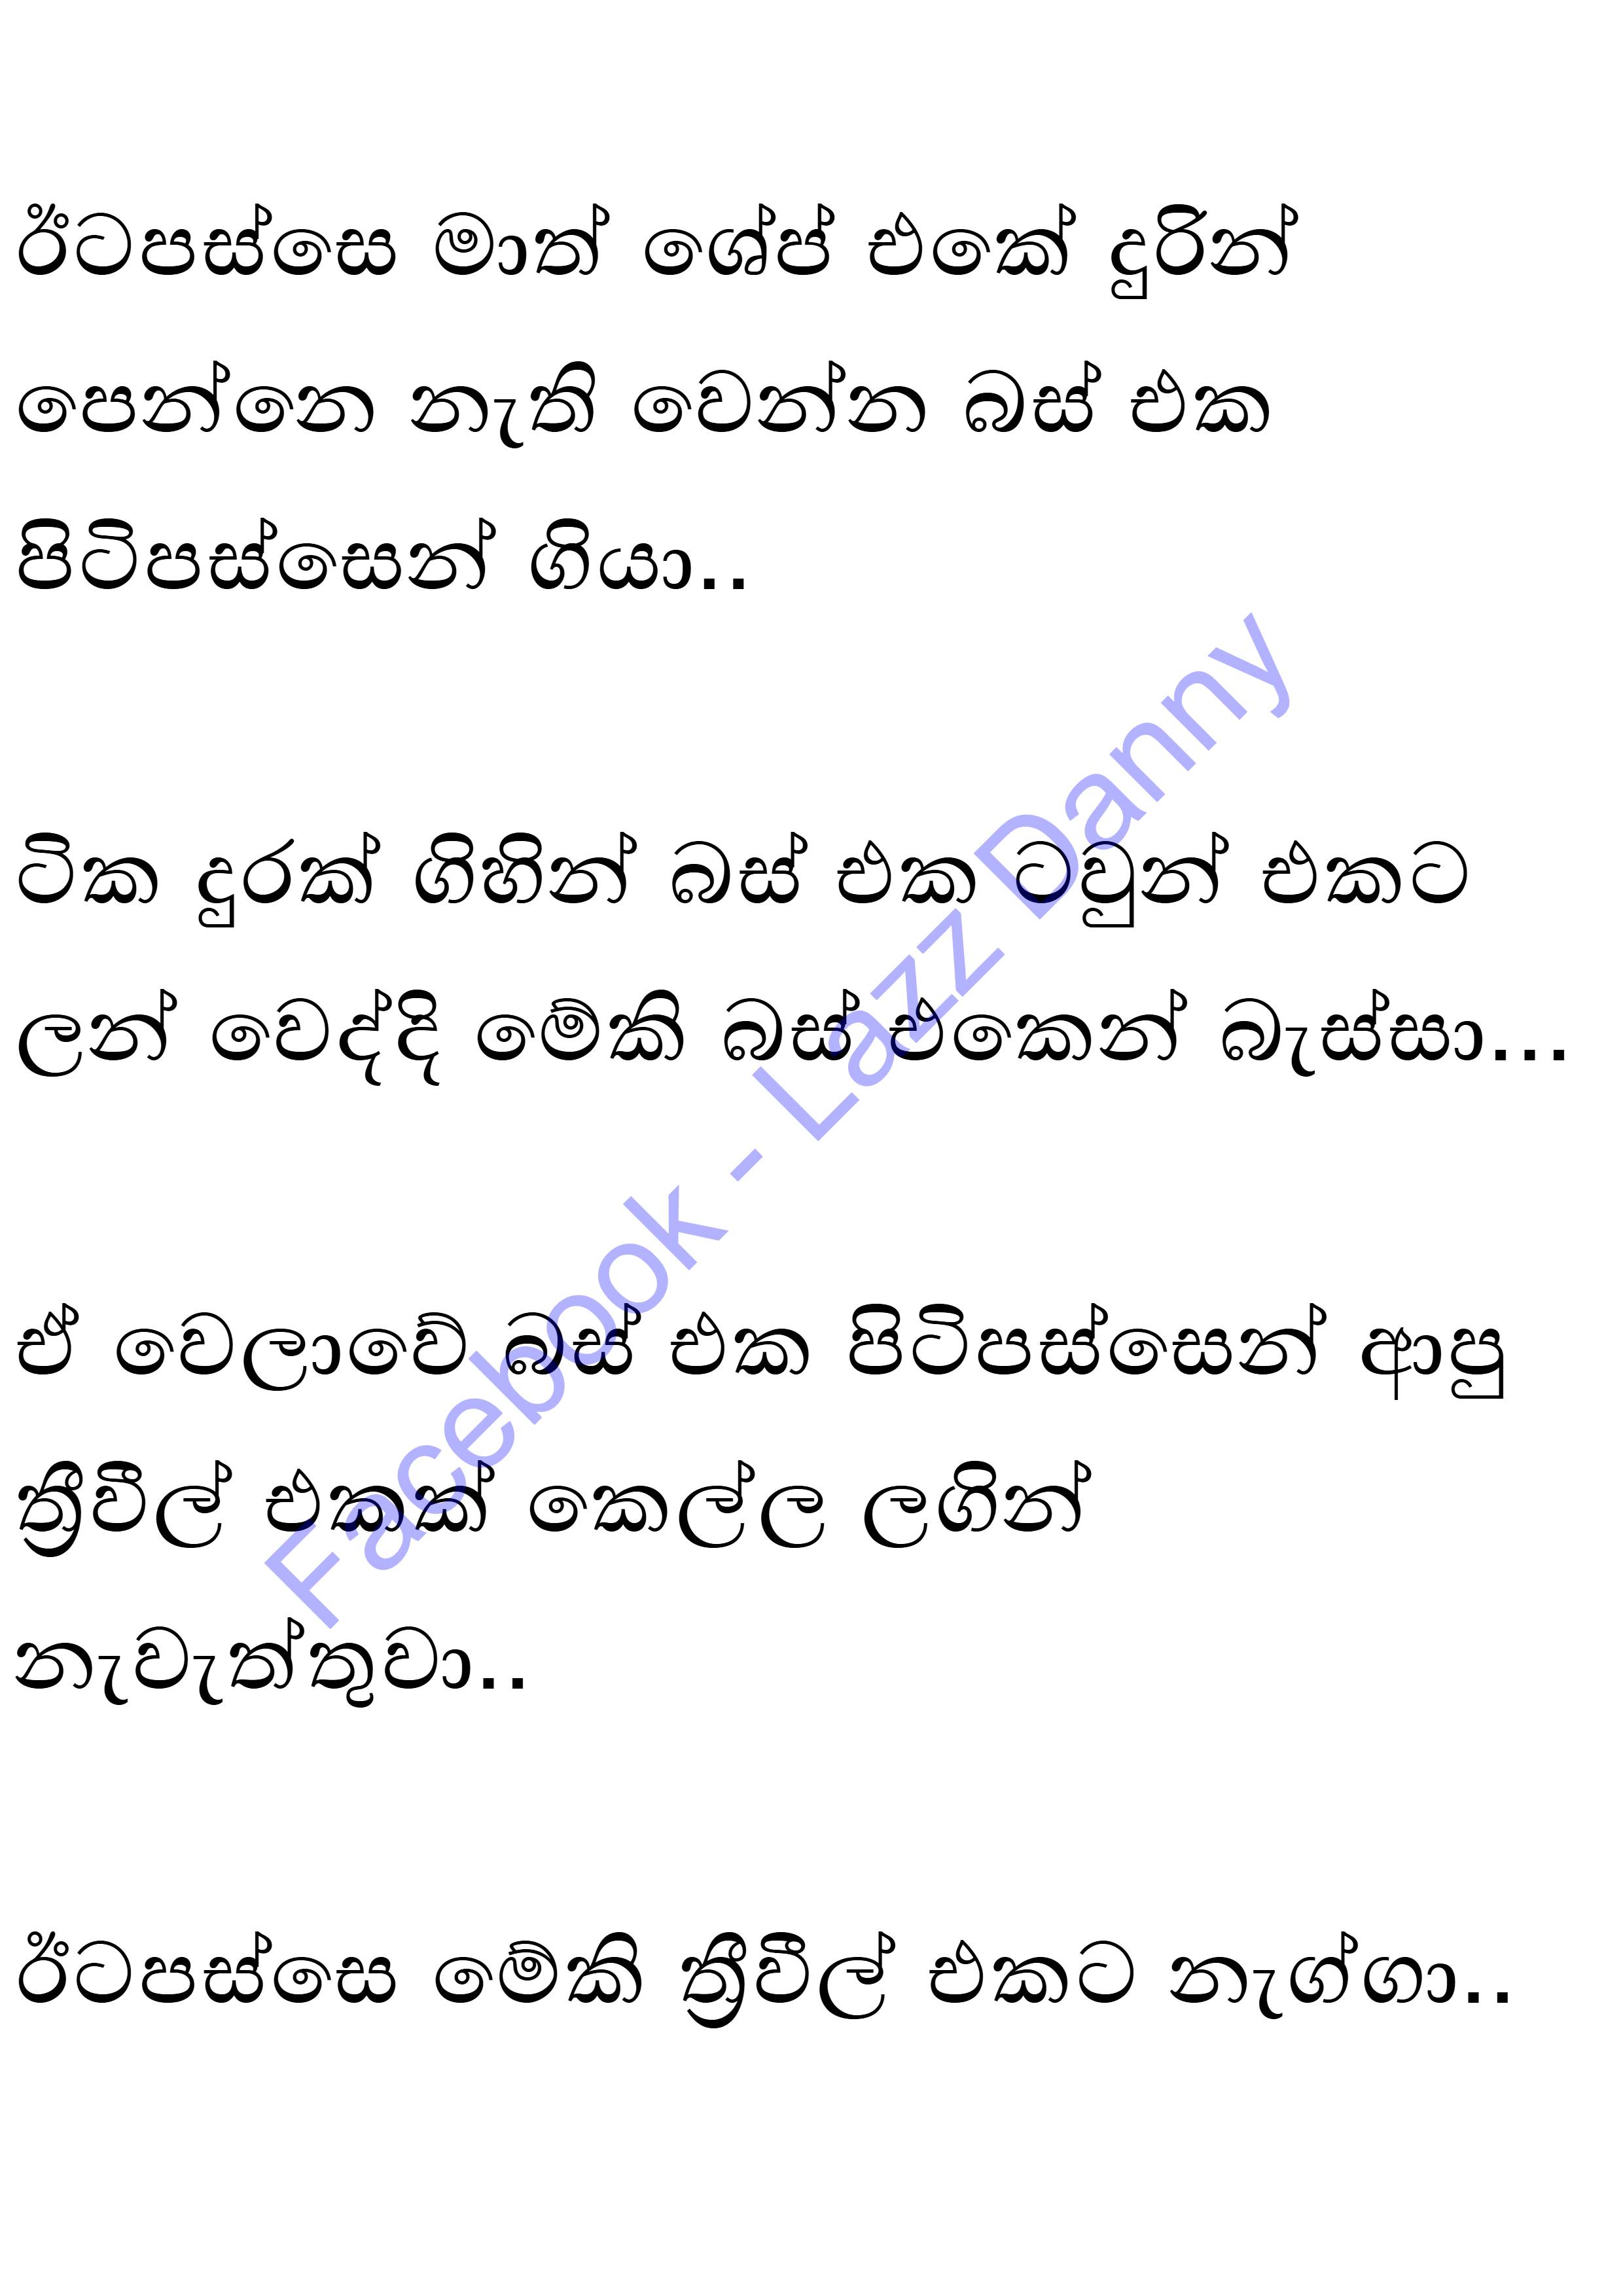 ඊටපස්සෙ මාත් ශේප් එකේ දුරින්
පෙන්නෙ නැති වෙන්න බස් එක
පිටිපස්සෙන් ගියා..
ටික දුරක් ගිහින් බස් එක ටවුන් එකට
ලන් වෙද්දි මේකි බස් එකෙන් බැස්සා...
ඒ වෙලාවේ බස් එක පිටිපස්සෙන් ආපු
ත්‍රීවීල් එකක් කෙල්ල ලගින්
නැවැත්තුවා..
ඊටපස්සෙ මේකි ත්‍රීවීල් එකට නැග්ගා..
Facebook - Lazz Danny